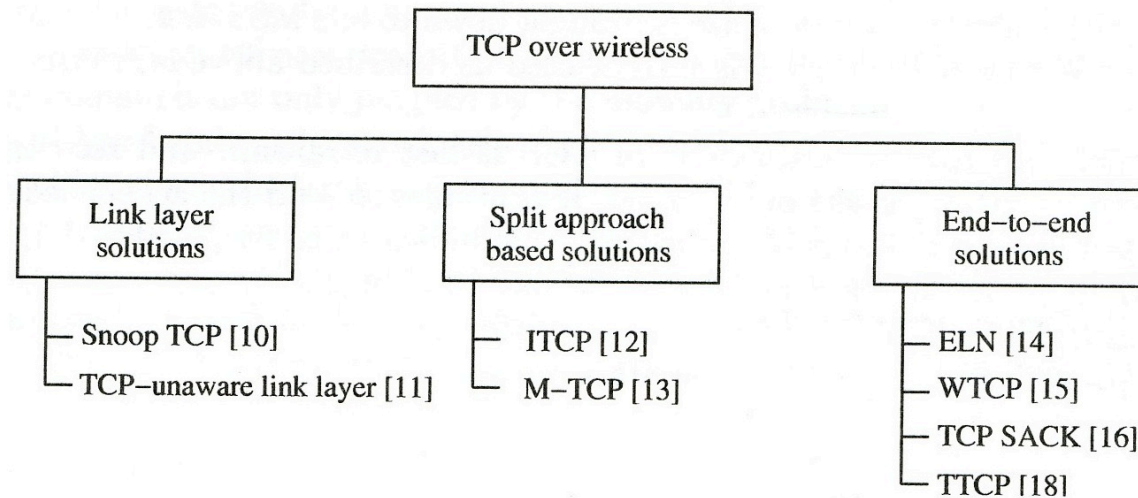 TCP over wireless
Link layer
solutions
Split approach
based solutions
End–to–end
solutions
Snoop TCP [10]
TCP–unaware link layer [11]
ITCP [12]
M–TCP [13]
ELN [14]
WTCP [15]
TCP SACK [16]
TTCP [18]